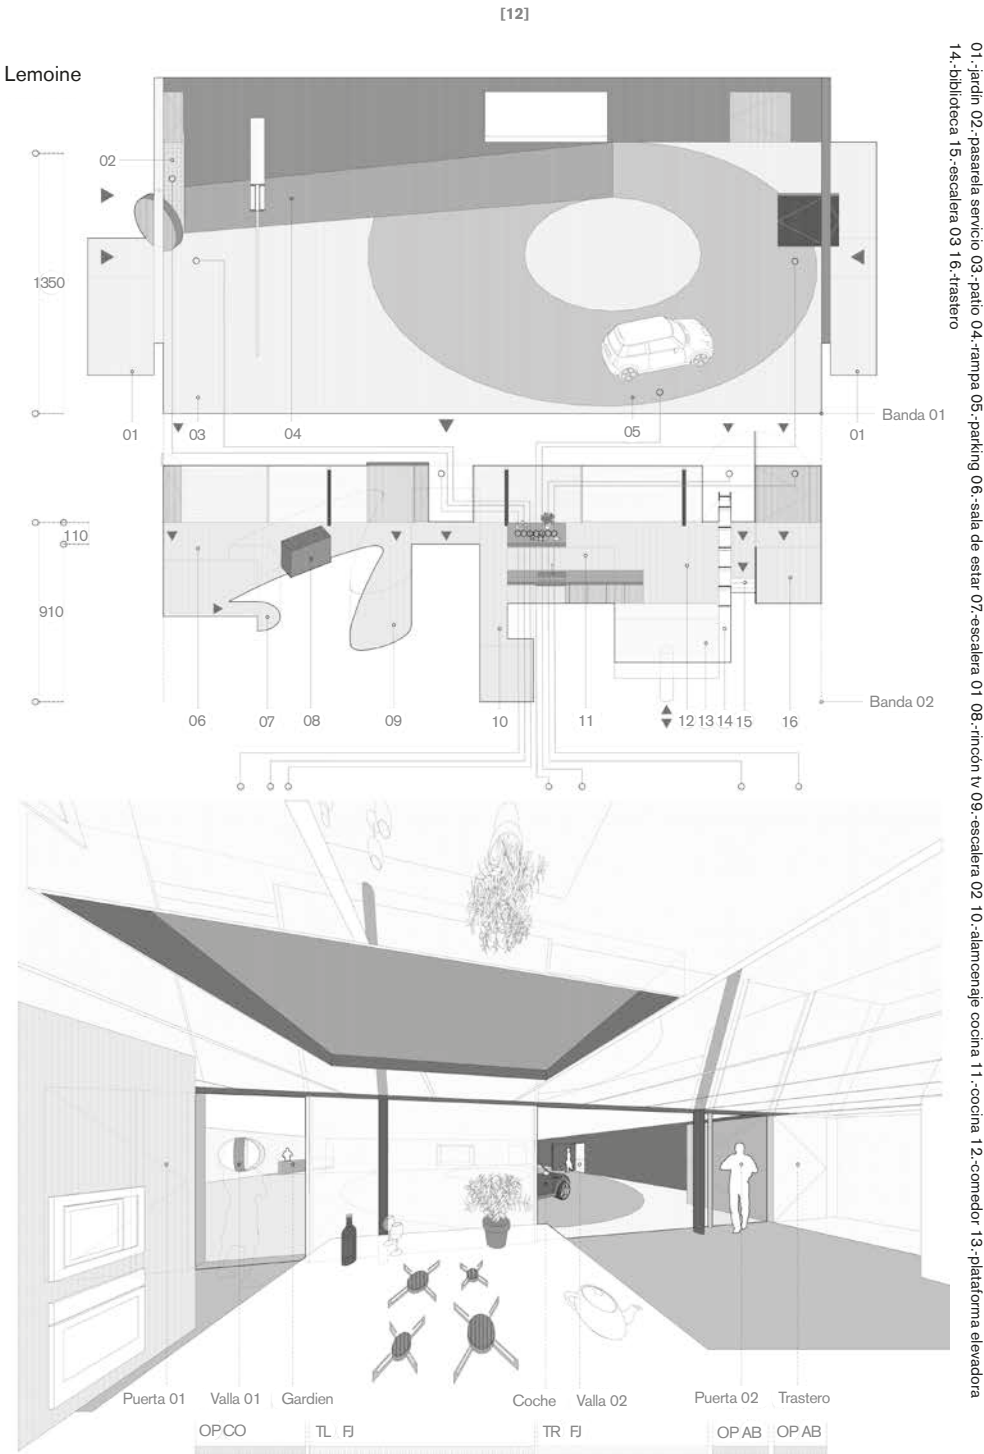 [12]
Lemoine
01.-jardín 02.-pasarela servicio 03.-patio 04.-rampa 05.-parking 06.-sala de estar 07.-escalera 01 08.-rincón tv 09.-escalera 02 10.-alamcenaje cocina 11.-cocina 12.-comedor 13.-plataforma elevadora
14.-biblioteca 15.-escalera 03 16.-trastero
02
1350
Banda 01
01 03 04 05 01
110
910
Banda 02
06 07 08 09 10 11 12 13 14 15 16
Puerta 01 Valla 01 Gardien Coche Valla 02 Puerta 02 Trastero
OP CO TL FJ TR FJ OP AB OP AB